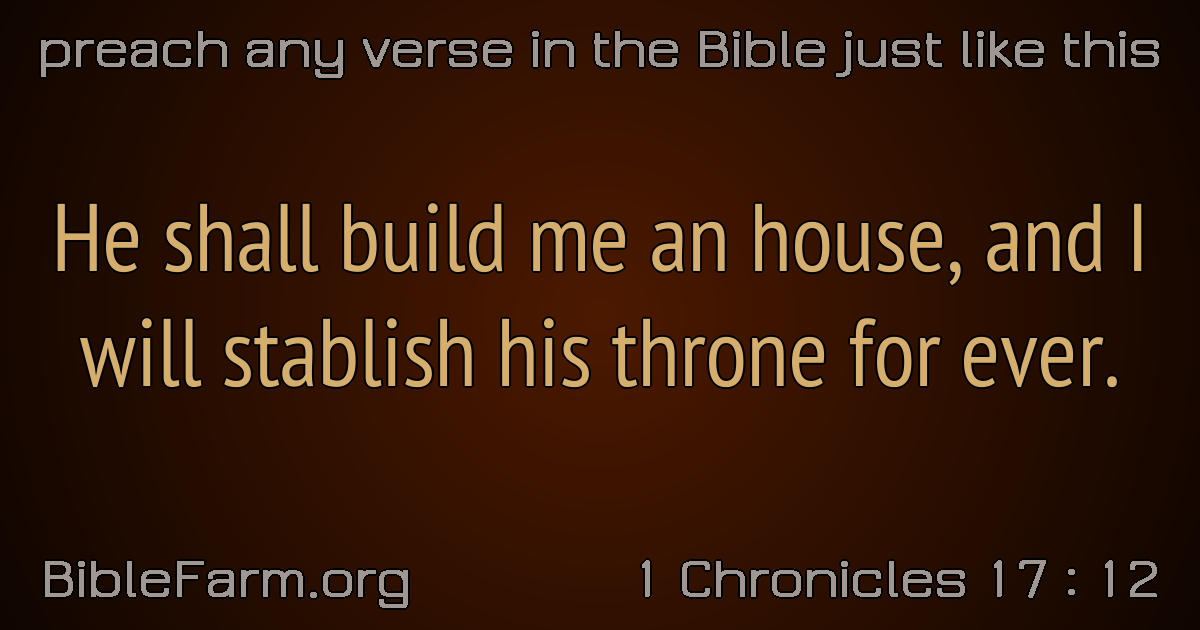 preach any verse in the Bible just like this
He shall build me an house, and I
will stablish his throne for ever.
BibleFarm.org
1 Chronicles 17 : 12